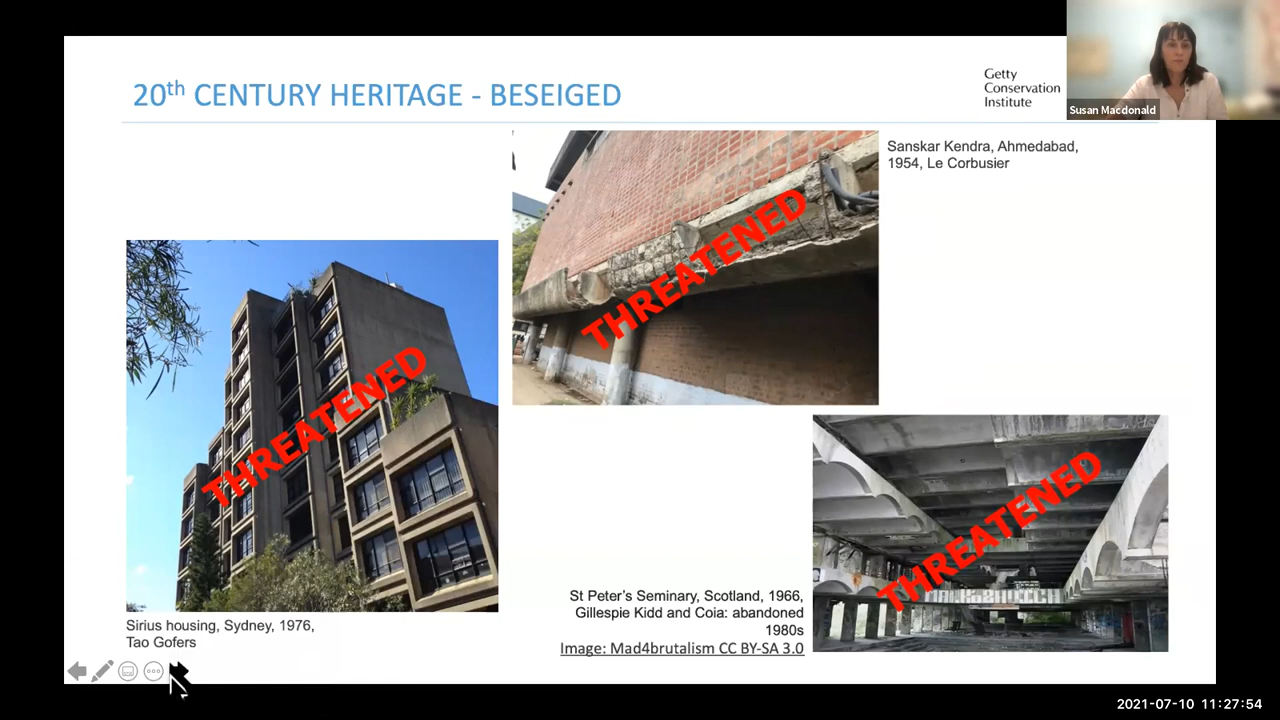 20th CENTURY HERITAGE - BESEIGED
Getty
Conservation
Institute
Susan Macdonald
Sanskar Kendra, Ahmedabad,
1954, Le Corbusier
THREATENED
THREATENED
THREATENED
St Peter's Seminary, Scotland, 1966,
Gillespie Kidd and Coia: abandoned
1980s
Image: Mad4brutalism CC BY-SA 3.0
Sirius housing, Sydney, 1976,
Tao Gofers
2021-07-10 11:27:54